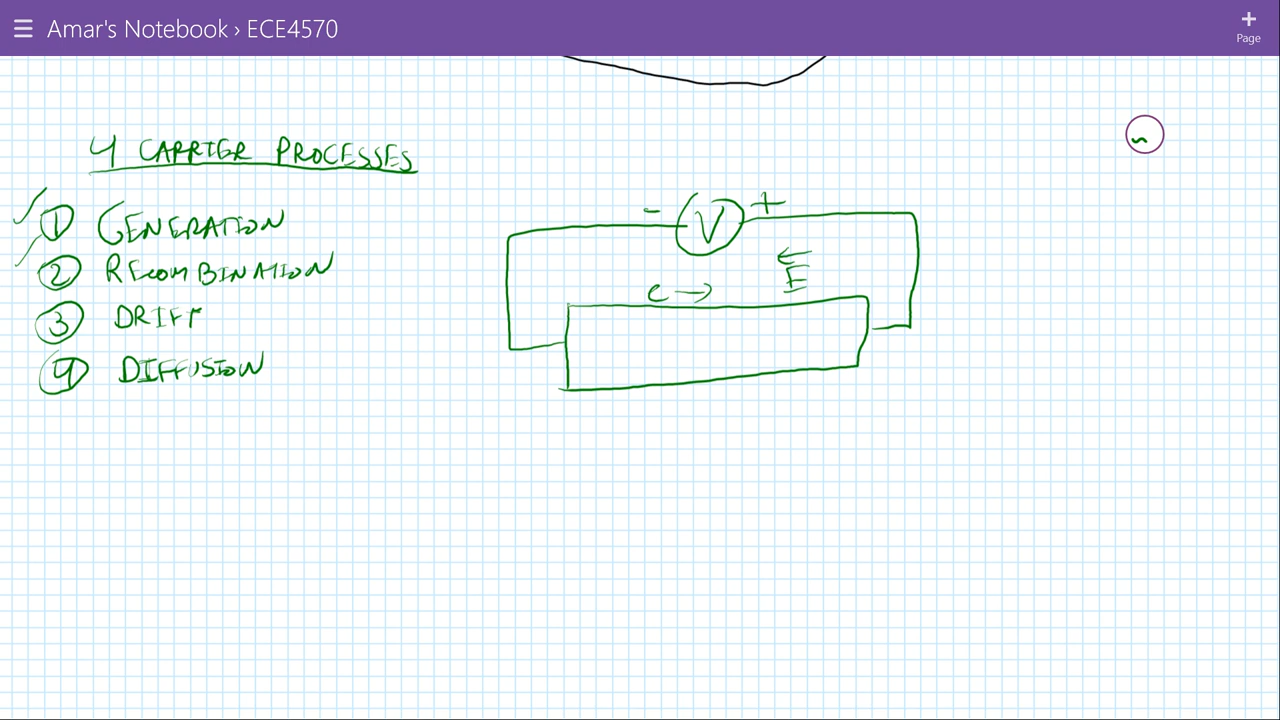 Amar's Notebook › ECE4570
Page
4 CARRIER PROCESSES
① GENERATION
② RECOMBINATION
③ DRIFT
④ DIFFUSION
- V +
← E
e →